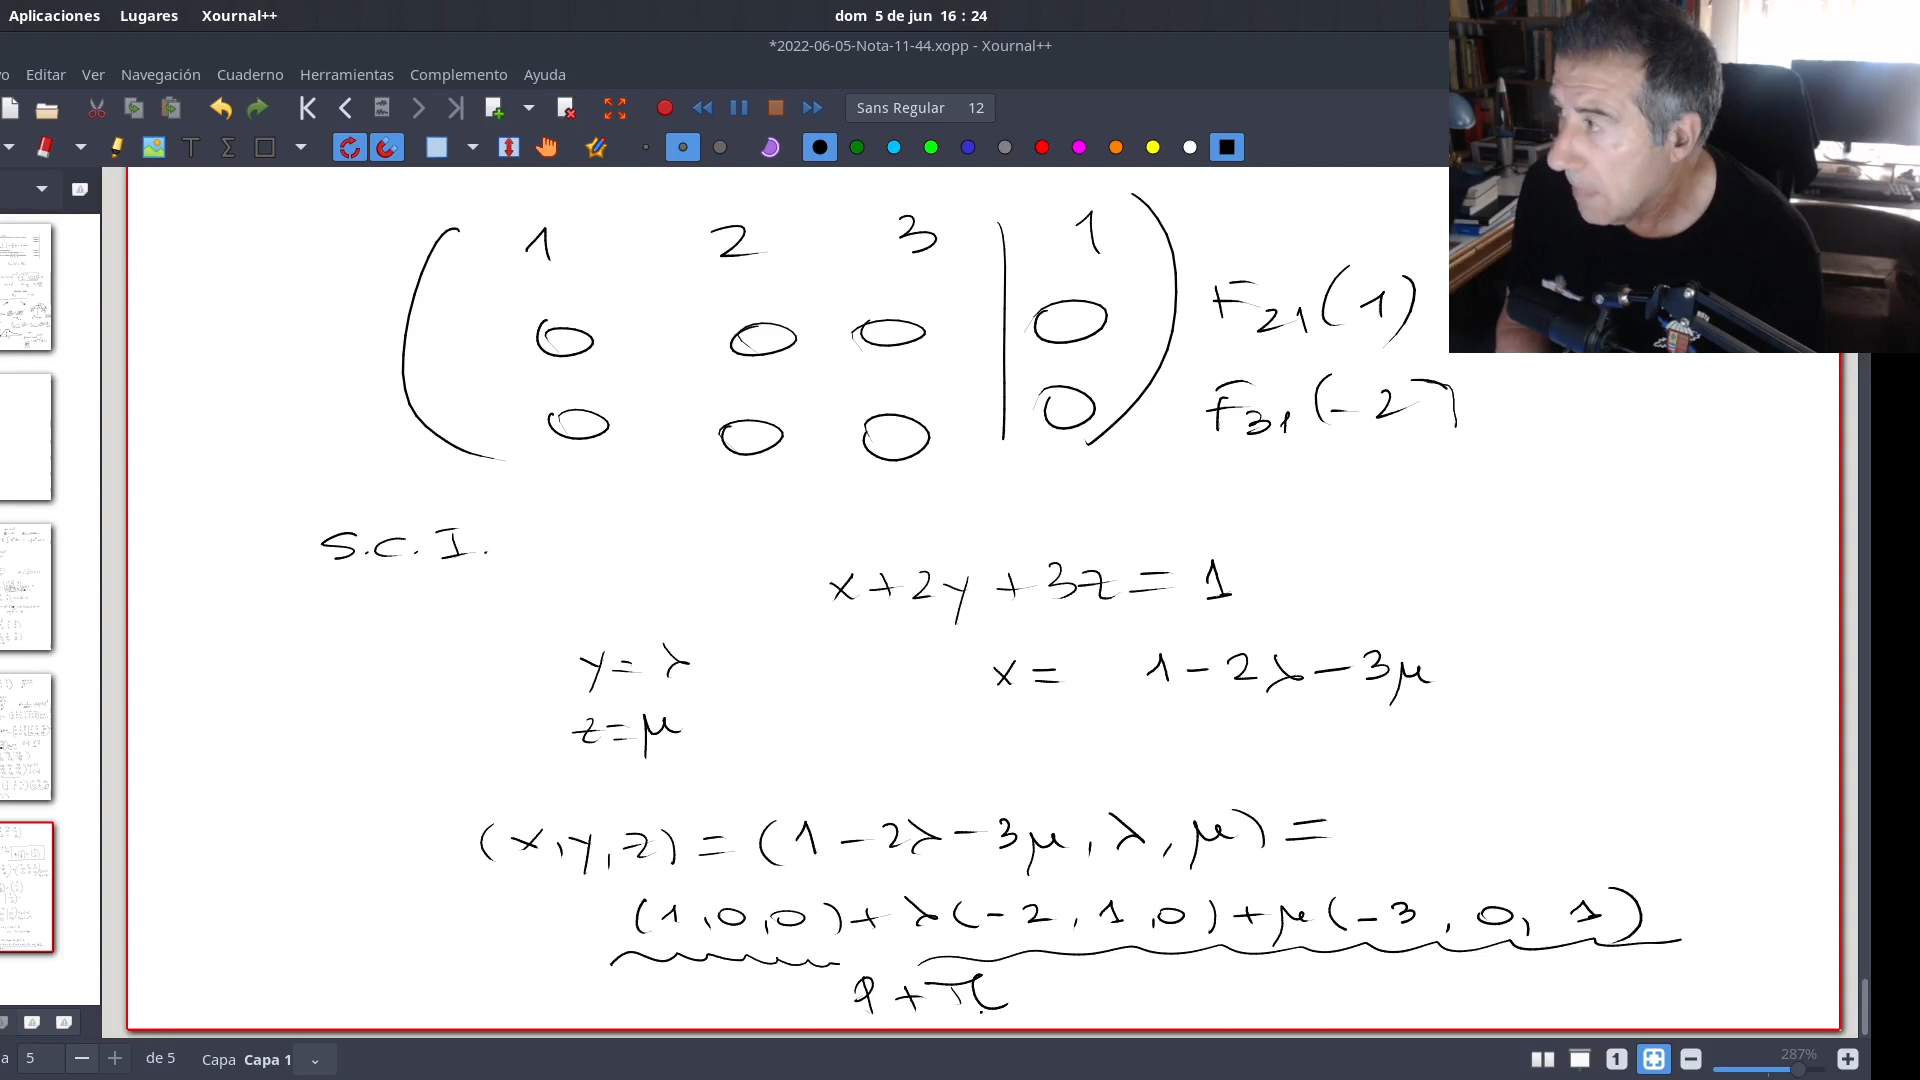 Aplicaciones Lugares Xournal++ dom 5 de jun 16 : 24
*2022-06-05-Nota-11-44.xopp - Xournal++
o Editar Ver Navegación Cuaderno Herramientas Complemento Ayuda
Sans Regular 12
1 2 3 | 1
0 0 0 | 0 F21(1)
0 0 0 | 0 F31(-2)
S.C.I.
x+2y+3z=1
y=λ x= 1-2λ-3μ
z=μ
(x,y,z)=(1-2λ-3μ,λ,μ)=
(1,0,0)+λ(-2,1,0)+μ(-3,0,1)
P+π
a 5 de 5 Capa Capa 1 1 287%